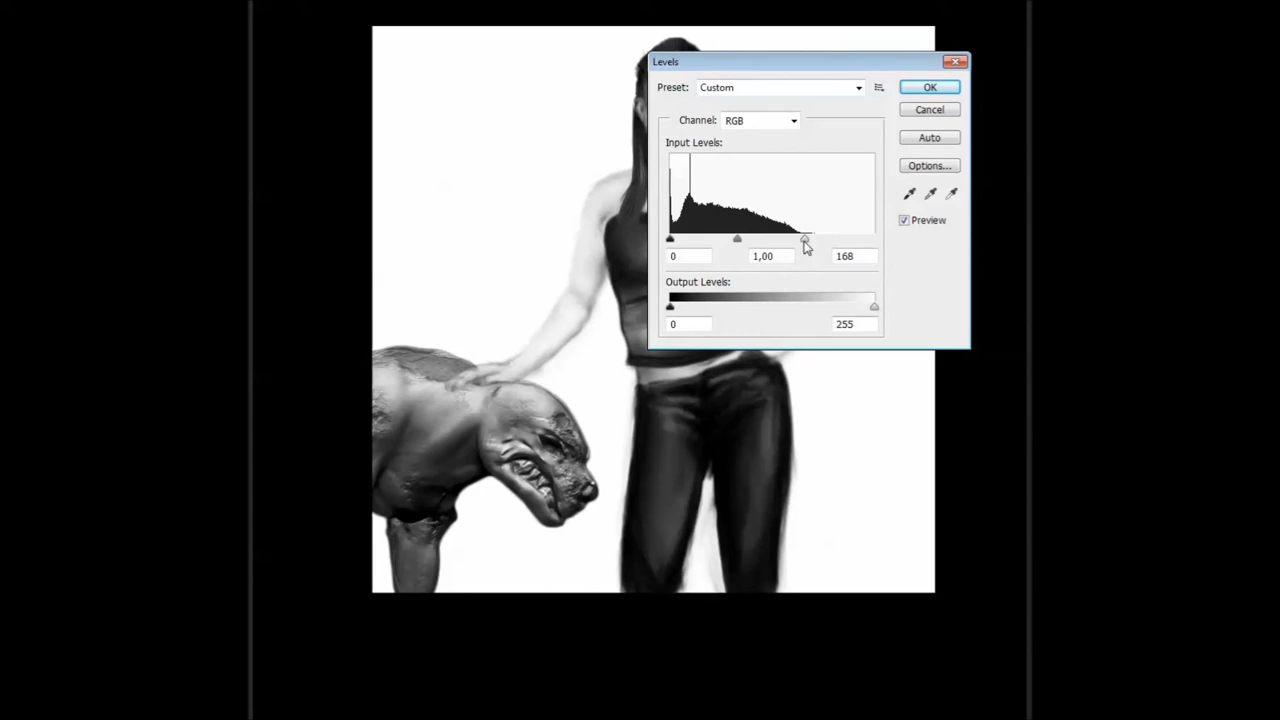 Levels
Preset: Custom
OK
Channel: RGB
Cancel
Input Levels:
Auto
Options...
Preview
0 1,00 168
Output Levels:
0 255